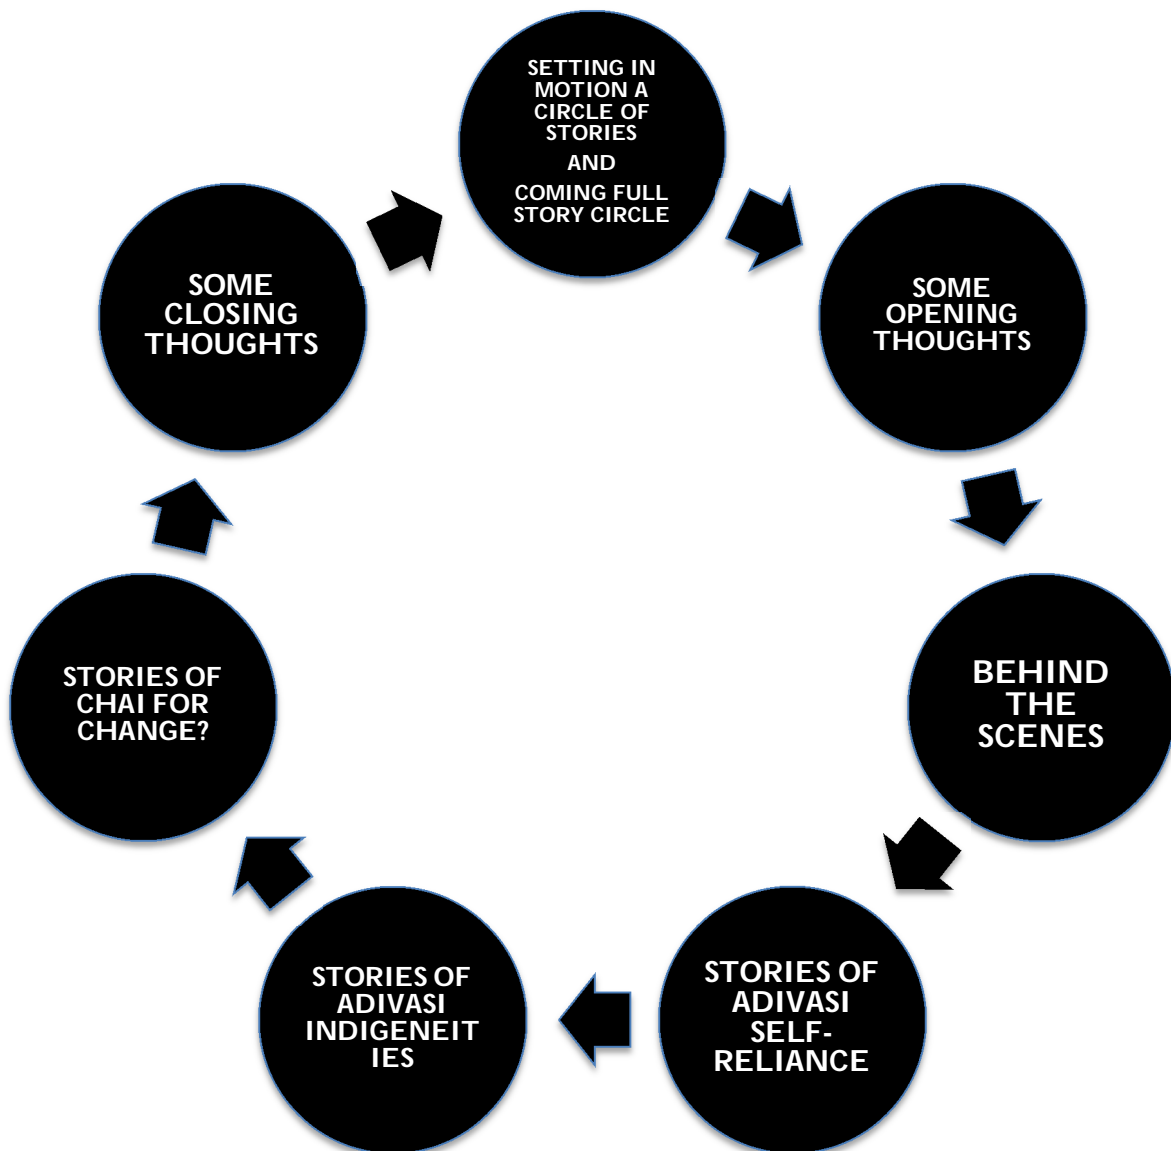 SETTING IN
MOTION A
CIRCLE OF
STORIES
AND
COMING FULL
STORY CIRCLE
SOME
OPENING
THOUGHTS
BEHIND
THE
SCENES
STORIES OF
ADIVASI
SELF-
RELIANCE
STORIES OF
ADIVASI
INDIGENEIT
IES
STORIES OF
CHAI FOR
CHANGE?
SOME
CLOSING
THOUGHTS